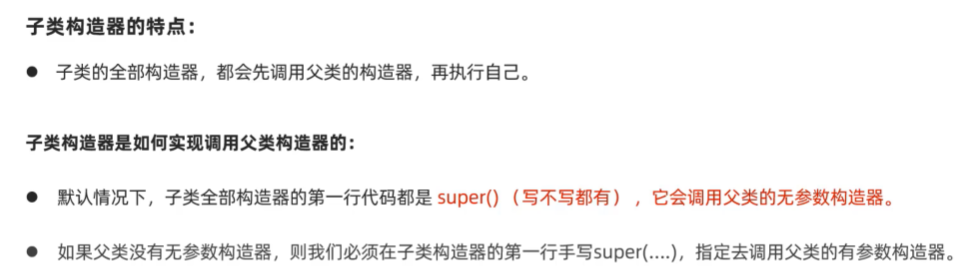 子类构造器的特点：
● 子类的全部构造器，都会先调用父类的构造器，再执行自己。
子类构造器是如何实现调用父类构造器的：
● 默认情况下，子类全部构造器的第一行代码都是 super() （写不写都有） ，它会调用父类的无参数构造器。
● 如果父类没有无参数构造器，则我们必须在子类构造器的第一行手写super(....)，指定去调用父类的有参数构造器。